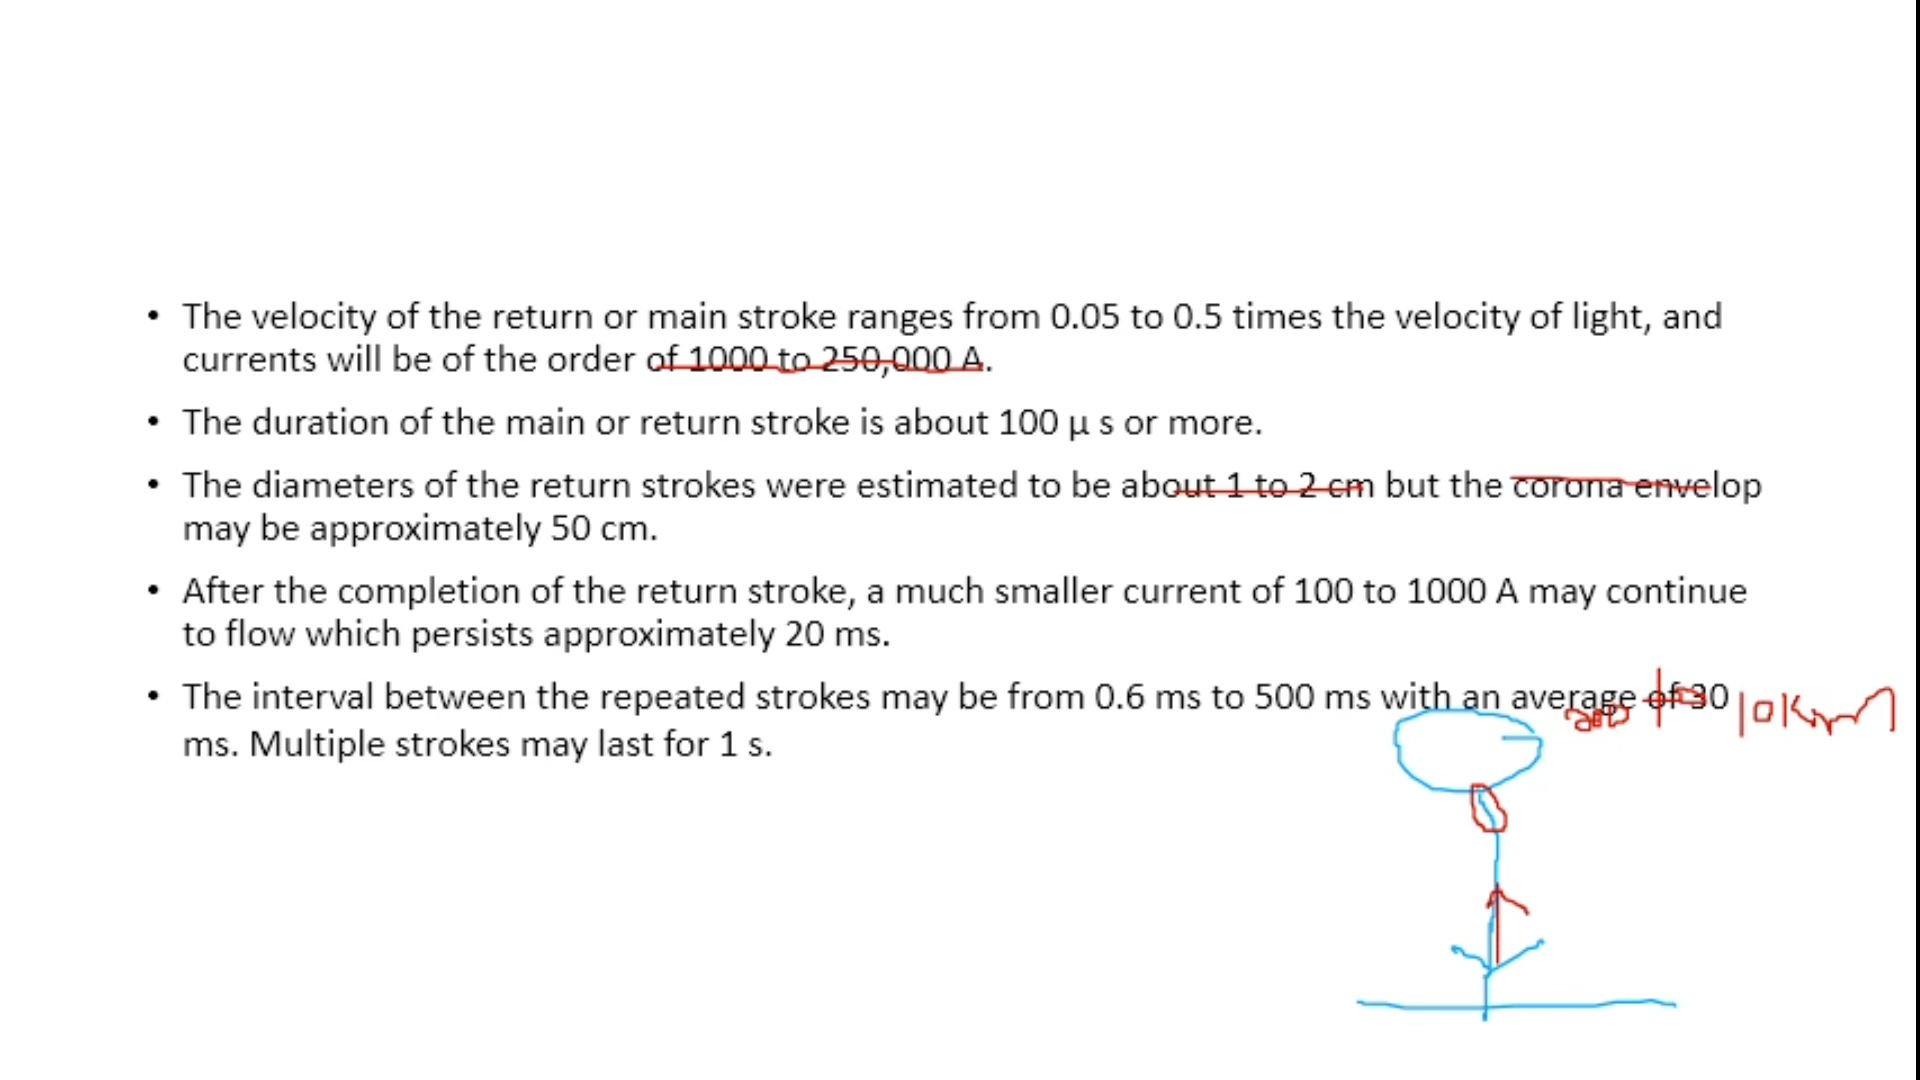 • The velocity of the return or main stroke ranges from 0.05 to 0.5 times the velocity of light, and
currents will be of the order of 1000 to 250,000 A.
• The duration of the main or return stroke is about 100 μ s or more.
• The diameters of the return strokes were estimated to be about 1 to 2 cm but the corona envelop
may be approximately 50 cm.
• After the completion of the return stroke, a much smaller current of 100 to 1000 A may continue
to flow which persists approximately 20 ms.
• The interval between the repeated strokes may be from 0.6 ms to 500 ms with an average of 30
ms. Multiple strokes may last for 1 s.
200 to 10km